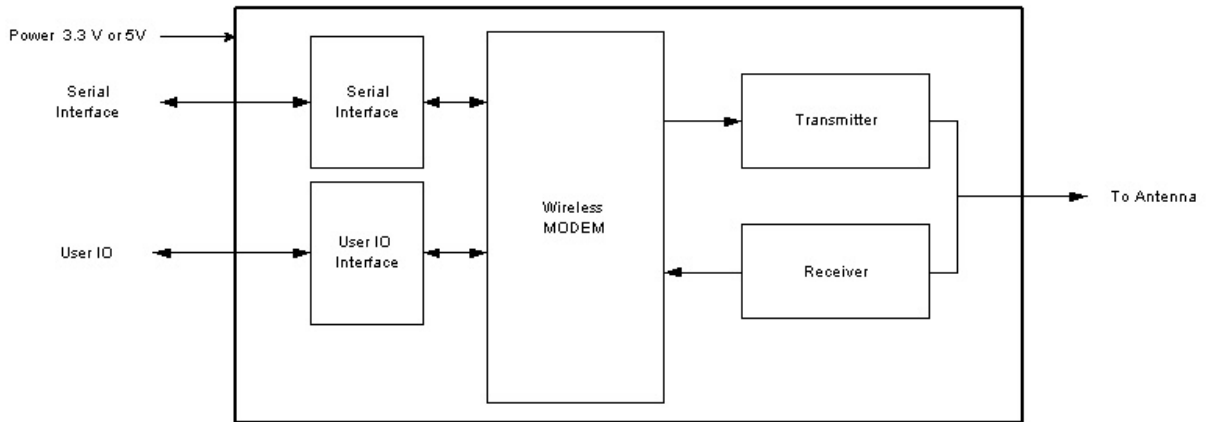 Power 3.3 V or 5V
Serial
Interface
Serial
Interface
User IO
User IO
Interface
Wireless
MODEM
Transmitter
Receiver
To Antenna